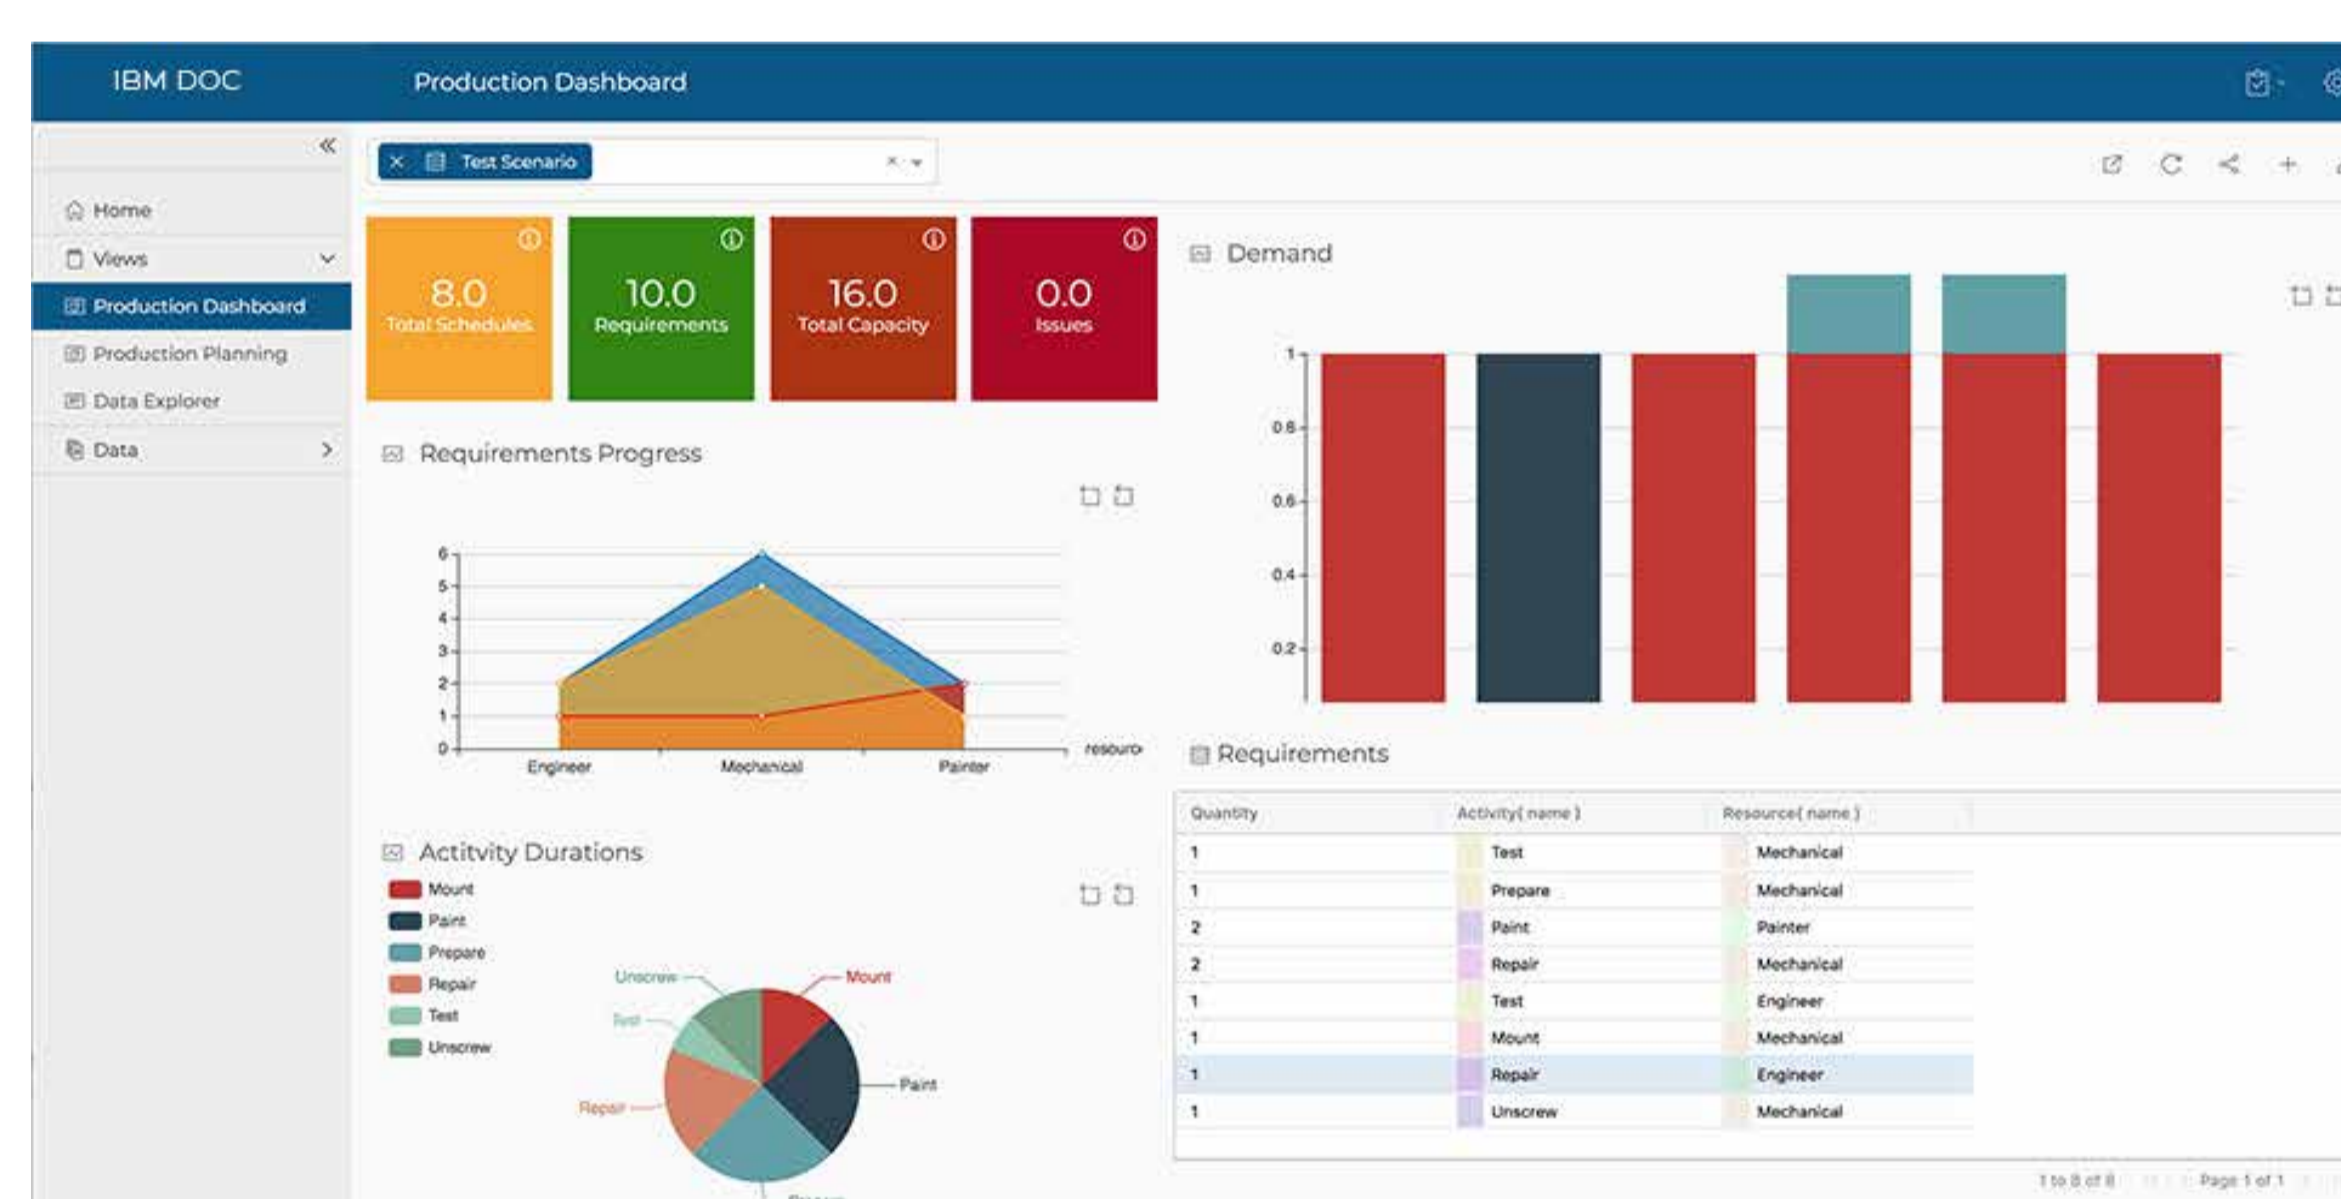 IBM DOC
Production Dashboard
Test Scenario
Home
Views
Production Dashboard
Production Planning
Data Explorer
Data
8.0
Total Schedules
10.0
Requirements
16.0
Total Capacity
0.0
Issues
Requirements Progress
6
5
4
3
2
1
0
Engineer
Mechanical
Painter
Actitvity Durations
Mount
Paint
Prepare
Repair
Test
Unscrew
Unscrew
Mount
Test
Paint
Repair
Demand
1
0.8
0.6
0.4
0.2
Requirements
Quantity Activity( name ) Resource( name )
1 Test Mechanical
1 Prepare Mechanical
2 Paint Painter
2 Repair Mechanical
1 Test Engineer
1 Mount Mechanical
1 Repair Engineer
1 Unscrew Mechanical
1 to 8 of 8 Page 1 of 1